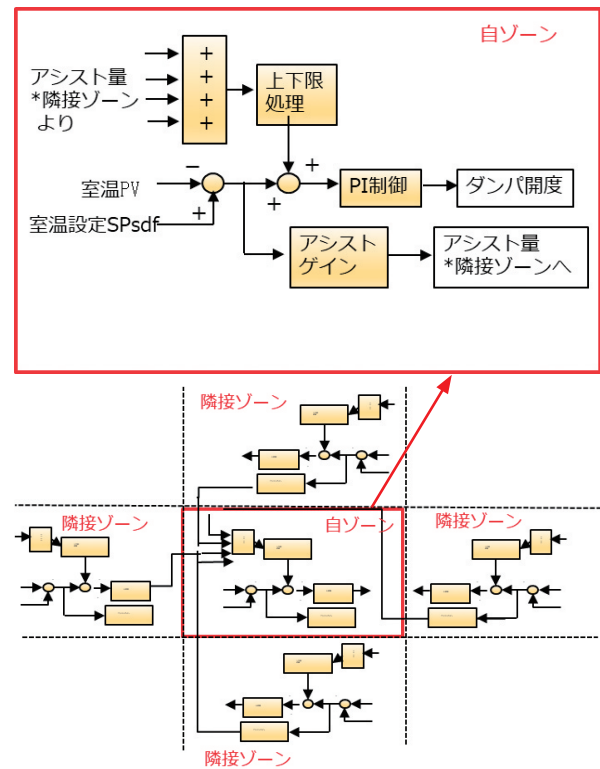 自ゾーン
アシスト量
*隣接ゾーン
より
+
+
+
+
上下限
処理
−
+
室温PV
+
PI制御
ダンパ開度
+
室温設定SPsdf
アシスト
ゲイン
アシスト量
*隣接ゾーンへ
隣接ゾーン
隣接ゾーン
自ゾーン
隣接ゾーン
隣接ゾーン